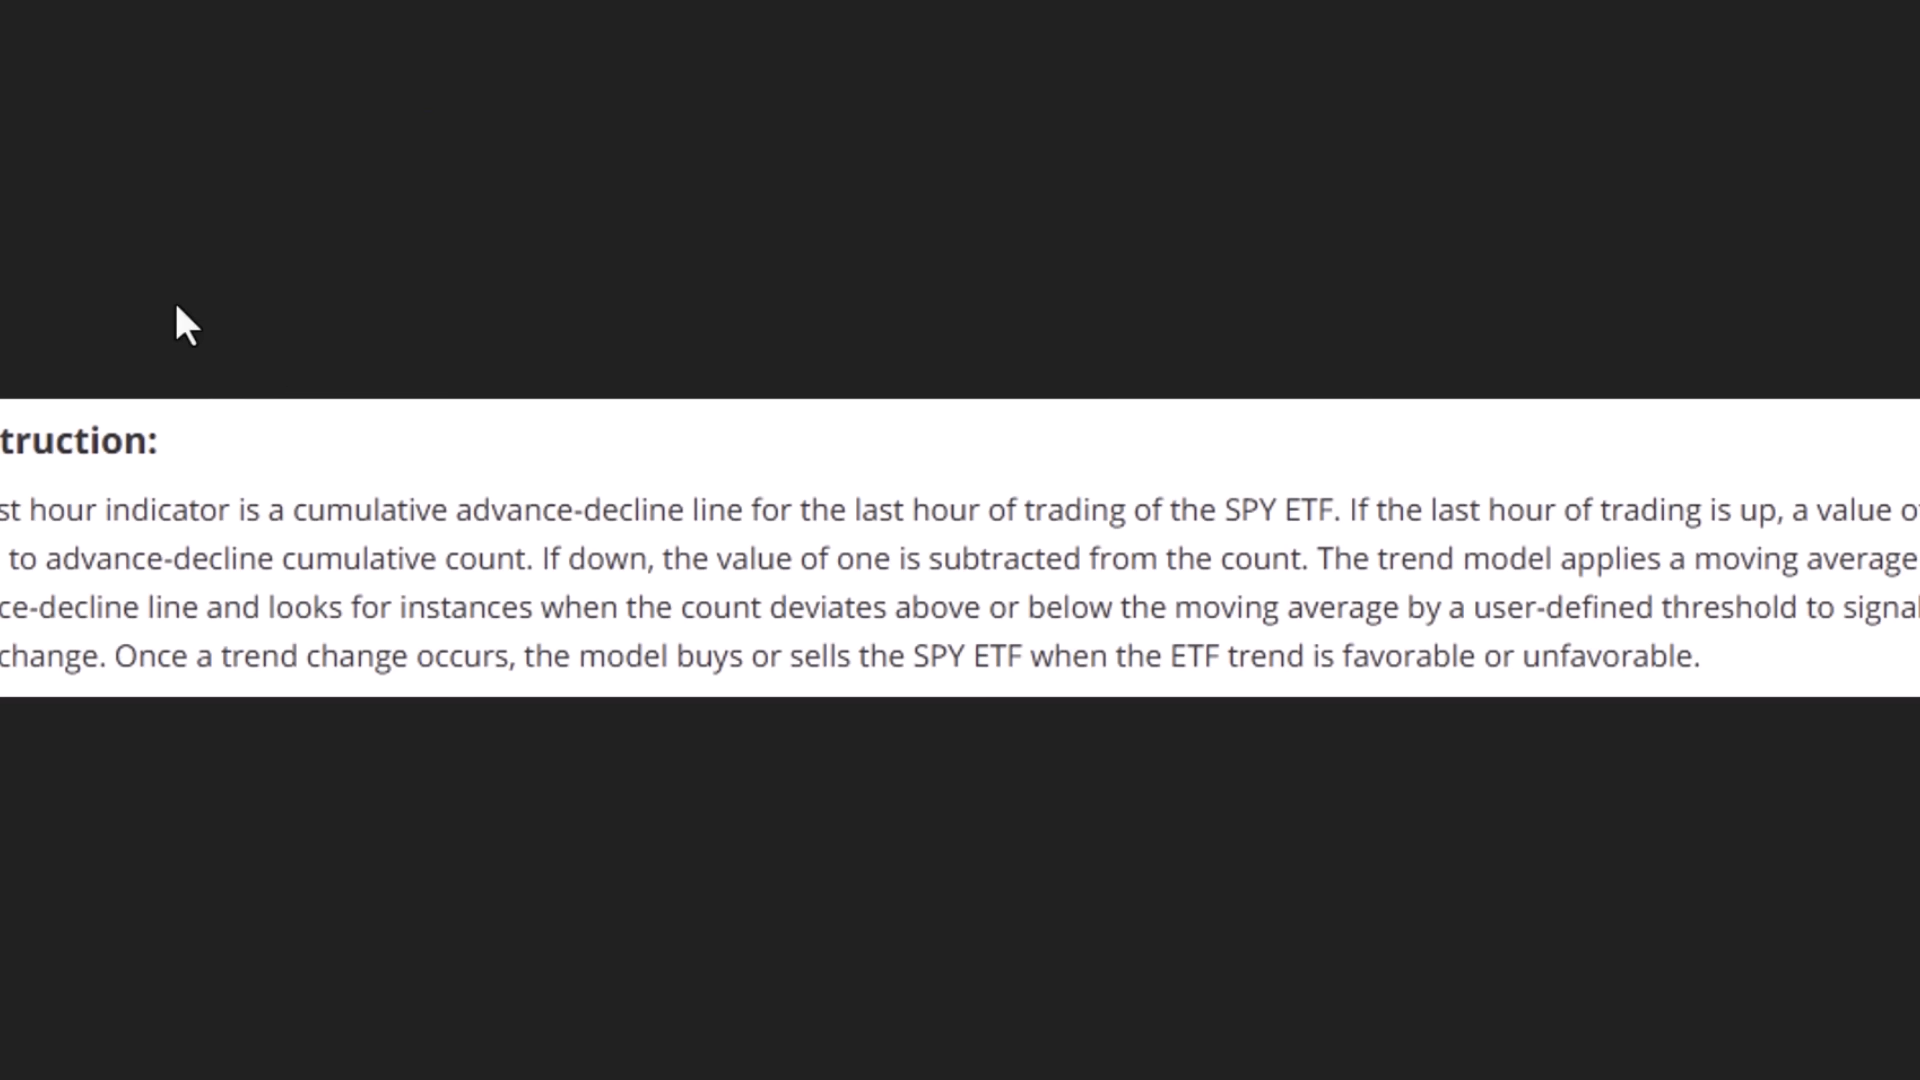 truction:
st hour indicator is a cumulative advance-decline line for the last hour of trading of the SPY ETF. If the last hour of trading is up, a value
to advance-decline cumulative count. If down, the value of one is subtracted from the count. The trend model applies a moving average
ce-decline line and looks for instances when the count deviates above or below the moving average by a user-defined threshold to signal
change. Once a trend change occurs, the model buys or sells the SPY ETF when the ETF trend is favorable or unfavorable.